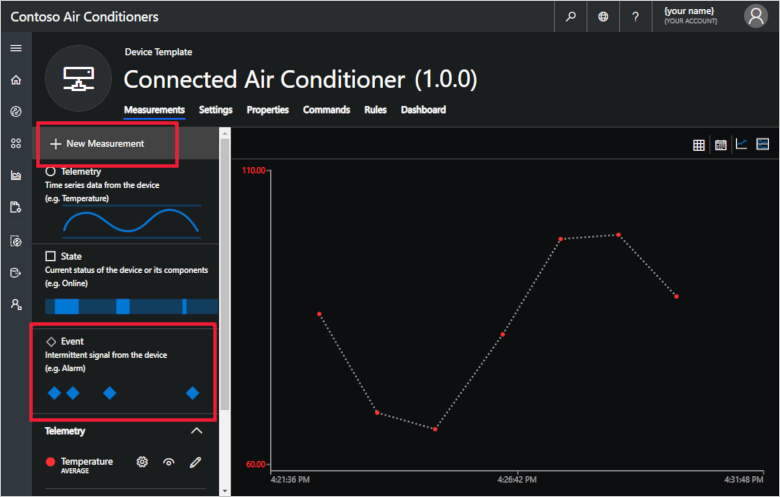 Contoso Air Conditioners
?
{your name}
{YOUR ACCOUNT}
Device Template
Connected Air Conditioner (1.0.0)
Measurements Settings Properties Commands Rules Dashboard
+ New Measurement
Telemetry
Time series data from the device
(e.g. Temperature)
State
Current status of the device or its components
(e.g. Online)
Event
Intermittent signal from the device
(e.g. Alarm)
Telemetry
Temperature
AVERAGE
110.00
60.00
4:21:36 PM 4:26:42 PM 4:31:48 PM